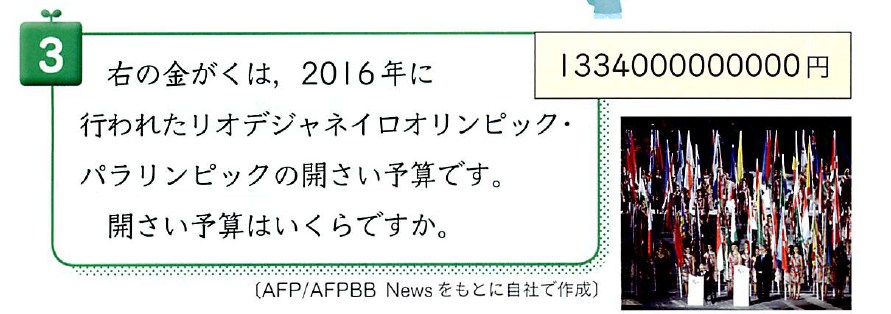 3
右の金がくは，2016年に
行われたリオデジャネイロオリンピック・
パラリンピックの開さい予算です。
開さい予算はいくらですか。
1334000000000円
〔AFP/AFPBB Newsをもとに自社で作成〕